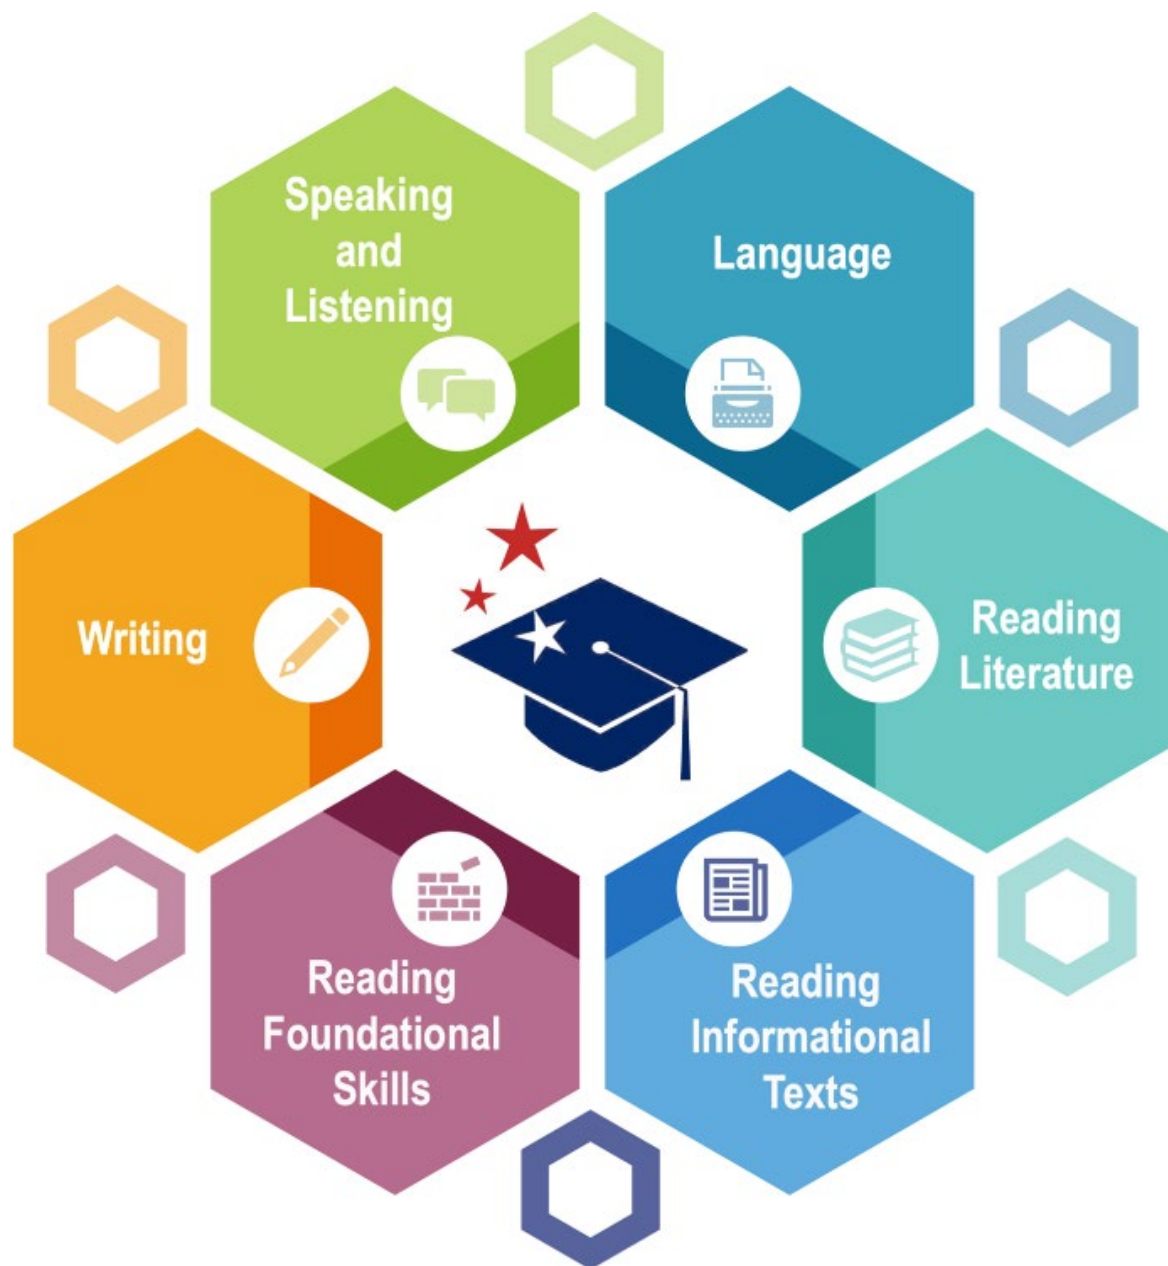 Speaking
and
Listening
Language
Writing
Reading
Literature
Reading
Foundational
Skills
Reading
Informational
Texts